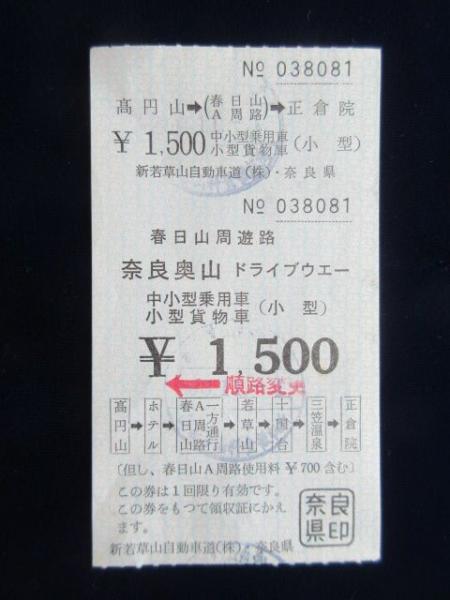 No 038081
高円山➡(春日山A周路)➡正倉院
¥1,500 中小型乗用車 小型貨物車 (小型)
新若草山自動車道(株)・奈良県
No 038081
春日山周遊路
奈良奥山 ドライブウエー
中小型乗用車 小型貨物車 (小型)
¥1,500
← 順路変更
高円山➡ホテル➡春日山A周路一方通行➡若草山➡十国台➡三笠温泉➡正倉院
〔但し、春日山A周路使用料¥700含む〕
この券は1回限り有効です。
この券をもつて領収証にかえ
ます。
新若草山自動車道(株)・奈良県
奈良県印